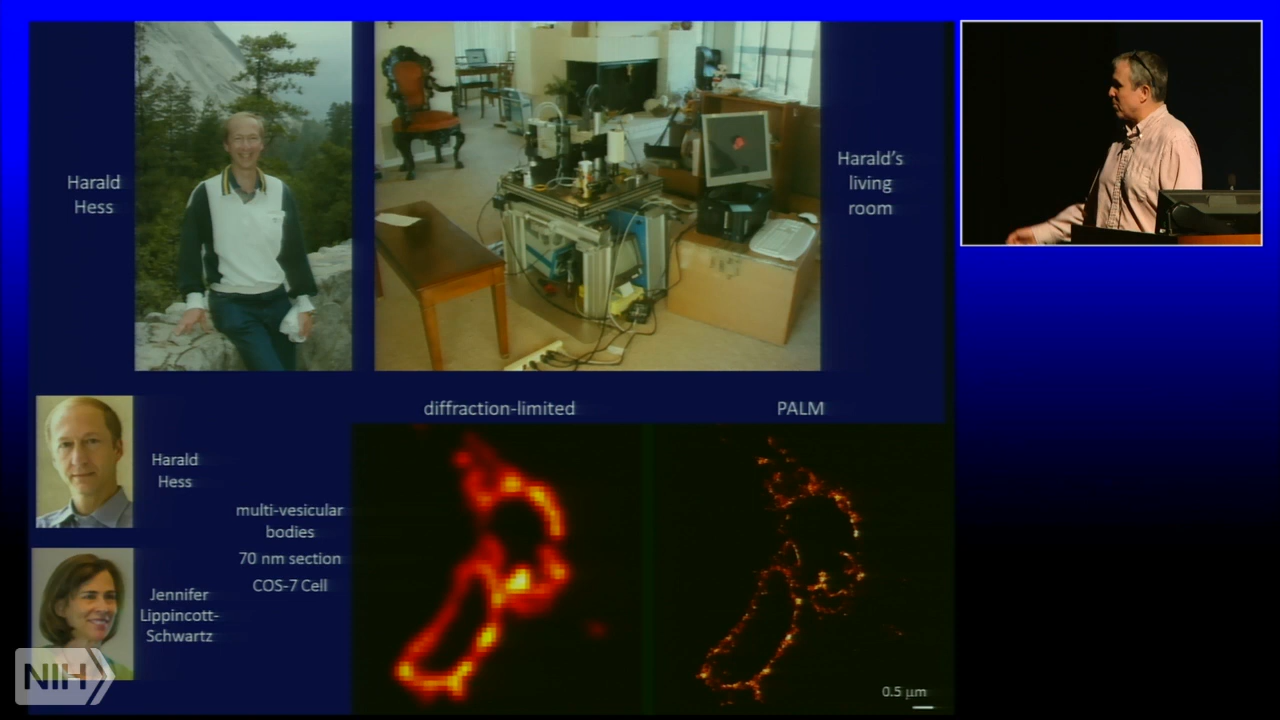 Harald
Hess
Harald's
living
room
diffraction-limited
PALM
Harald
Hess
multi-vesicular
bodies
70 nm section
COS-7 Cell
Jennifer
Lippincott-
Schwartz
0.5 μm
NIH